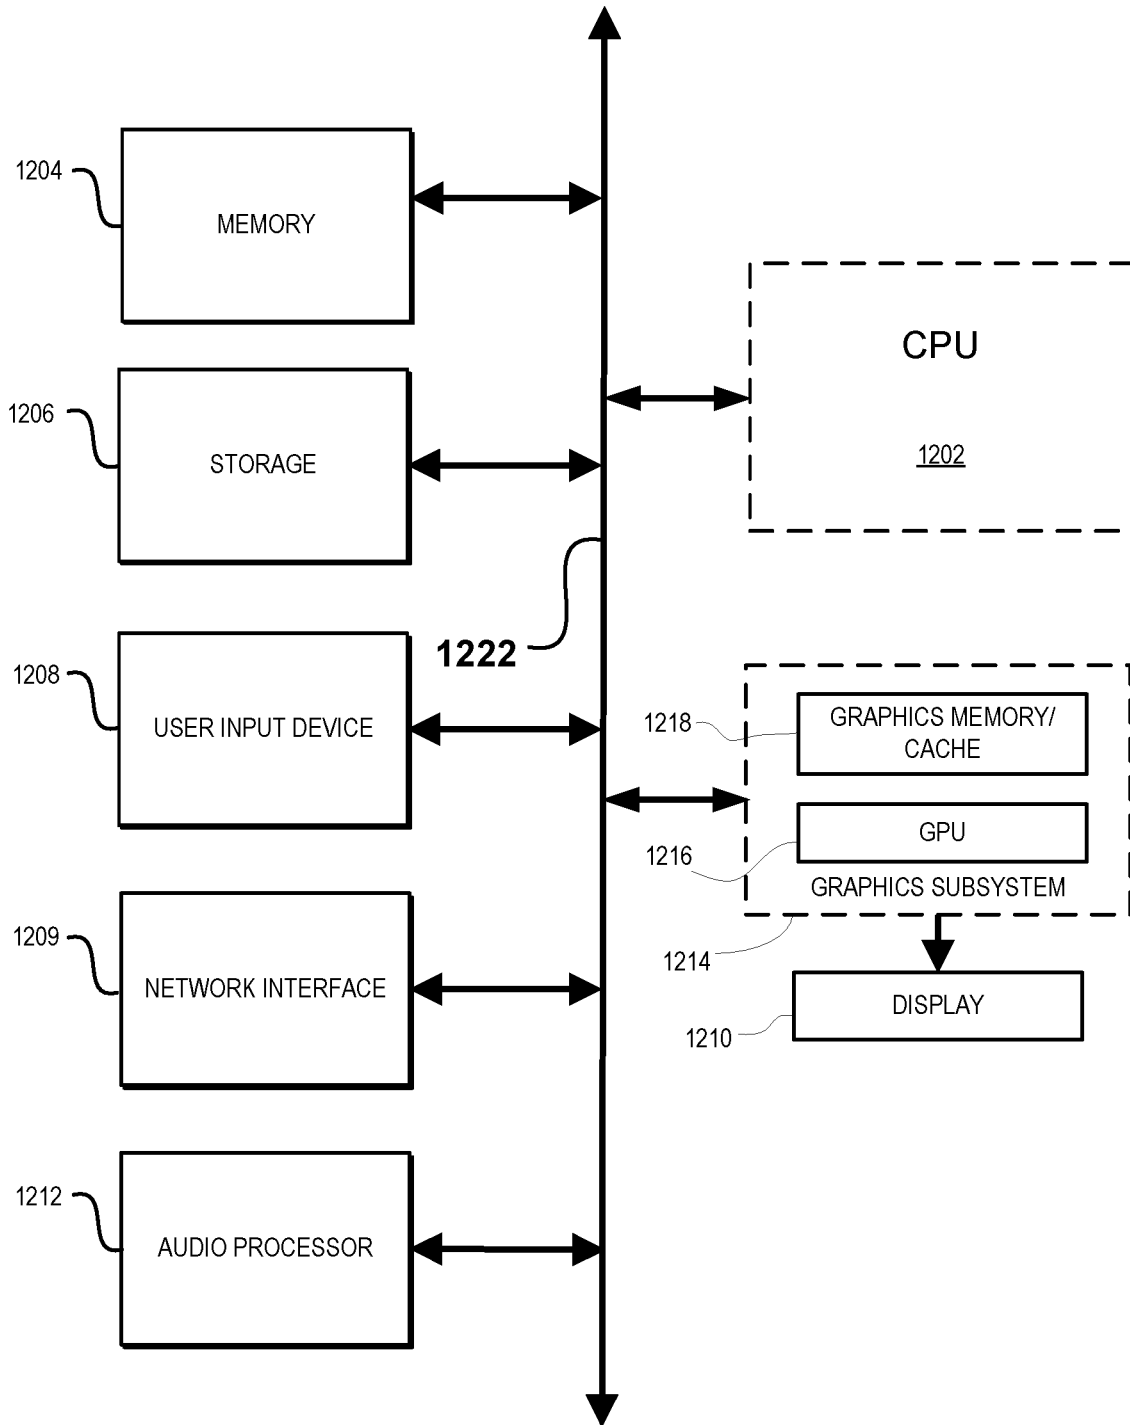 1204
MEMORY
CPU
1202
1206
STORAGE
1222
1208
USER INPUT DEVICE
1218
GRAPHICS MEMORY/
CACHE
1216
GPU
GRAPHICS SUBSYSTEM
1214
1209
NETWORK INTERFACE
DISPLAY
1210
1212
AUDIO PROCESSOR